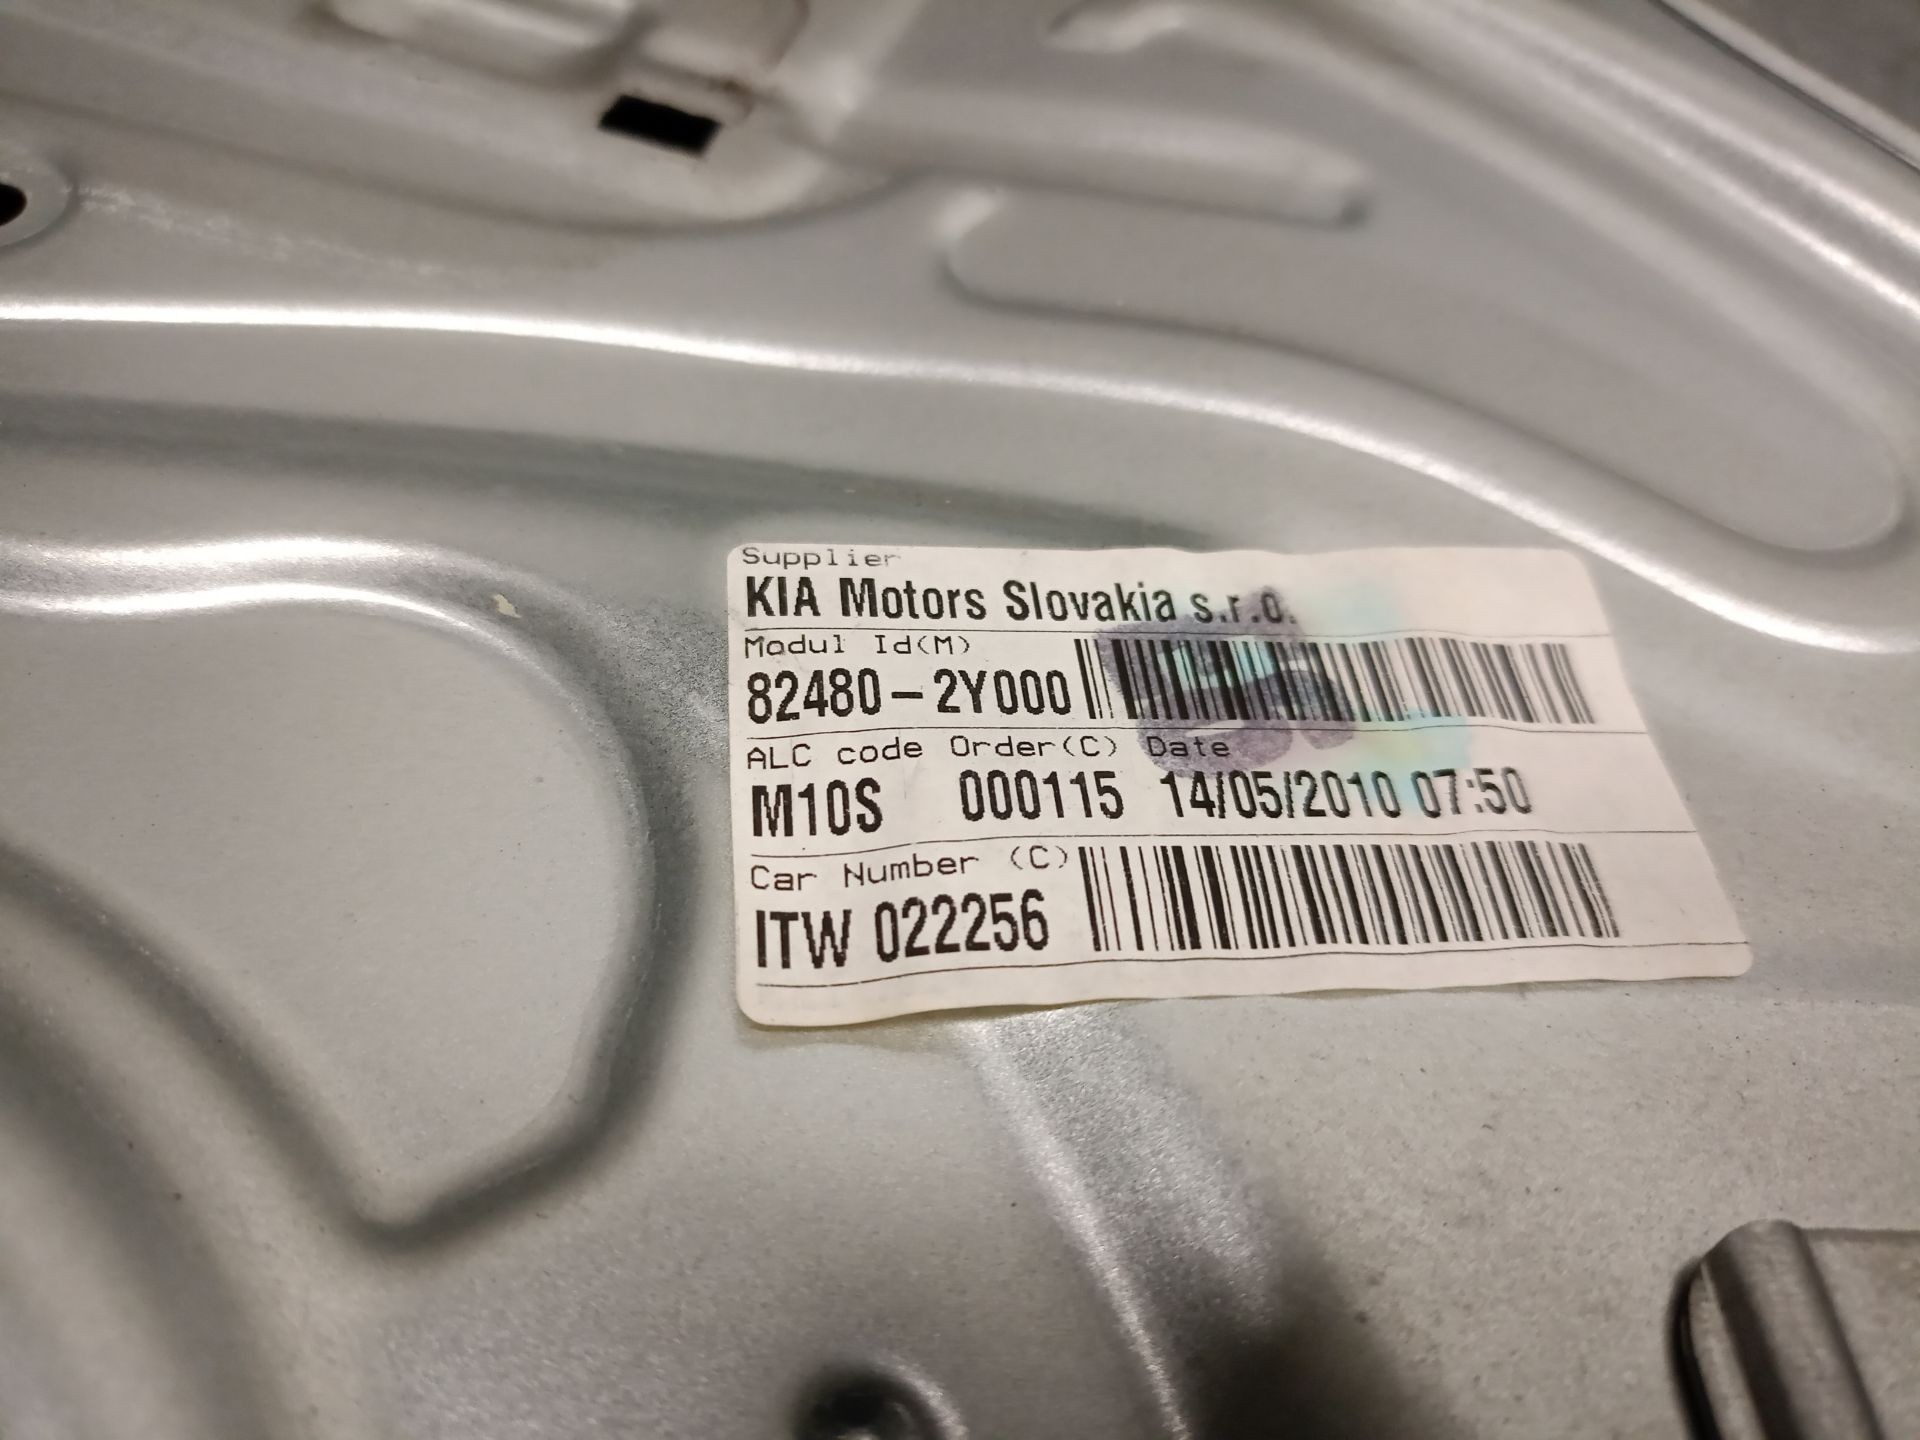 Supplier
KIA Motors Slovakia s.r.o.
Modul Id(M)
82480-2Y000
ALC code Order(C) Date
M10S 000115 14/05/2010 07:50
Car Number (C)
ITW 022256